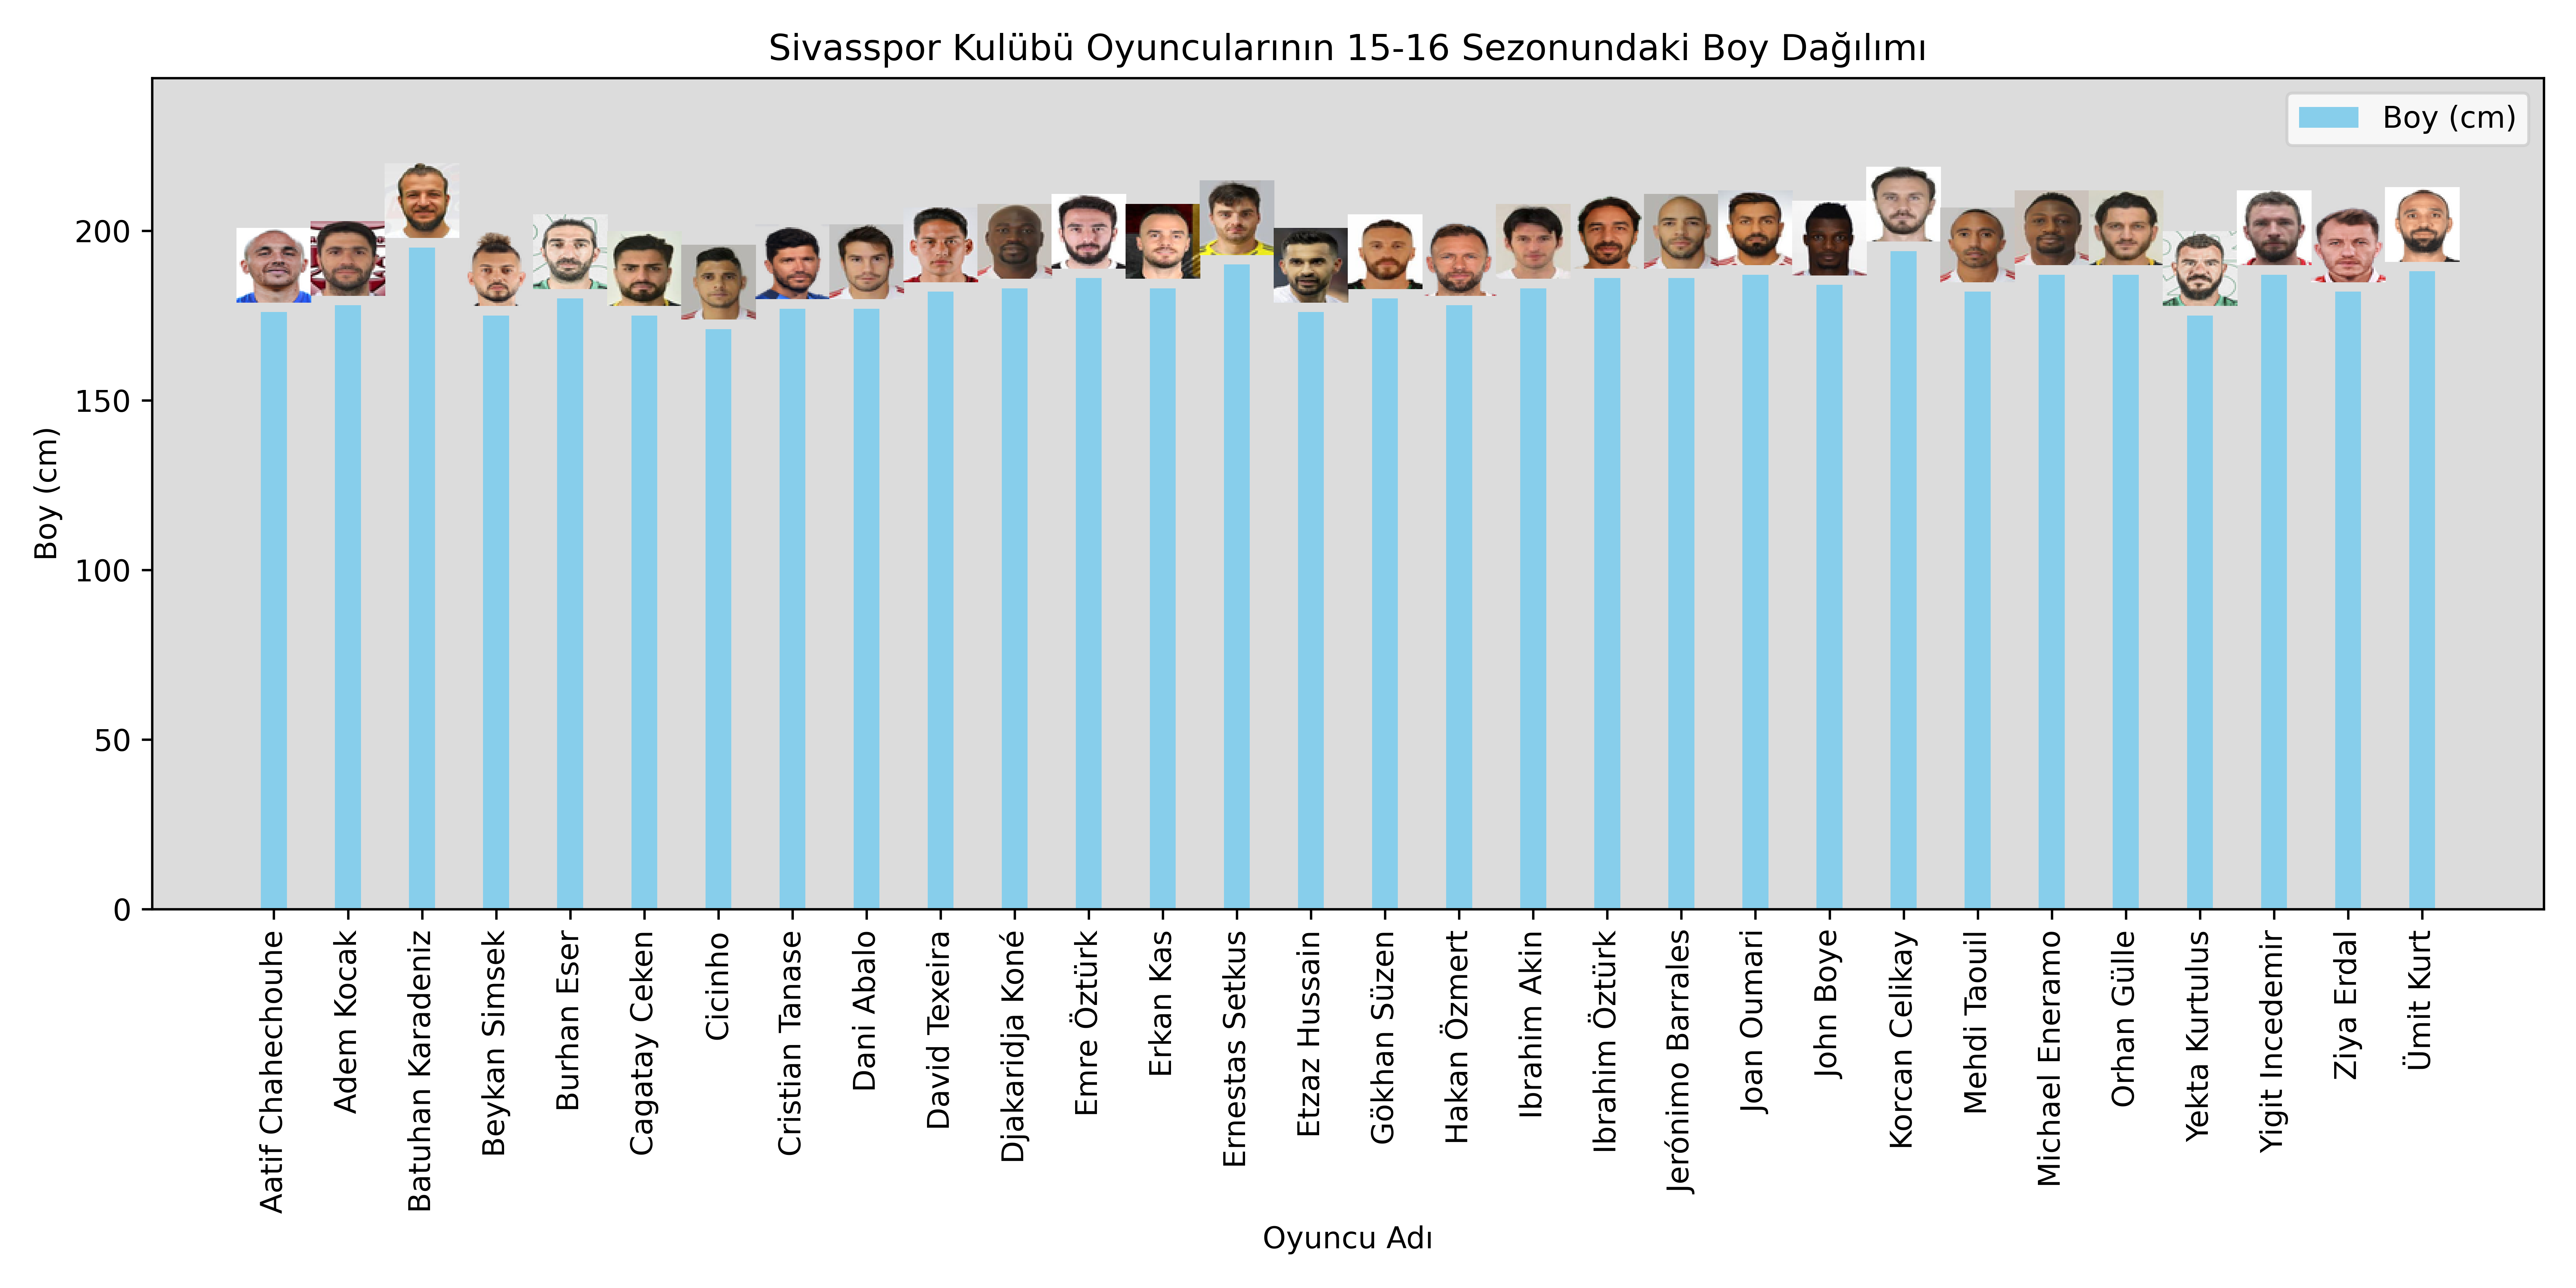 Sivasspor Kulübü Oyuncularının 15-16 Sezonundaki Boy Dağılımı
Boy (cm)
Boy (cm)
200
150
100
50
0
Aatif Chahechouhe
Adem Kocak
Batuhan Karadeniz
Beykan Simsek
Burhan Eser
Cagatay Ceken
Cicinho
Cristian Tanase
Dani Abalo
David Texeira
Djakaridja Koné
Emre Öztürk
Erkan Kas
Ernestas Setkus
Etzaz Hussain
Gökhan Süzen
Hakan Özmert
Ibrahim Akin
Ibrahim Öztürk
Jerónimo Barrales
Joan Oumari
John Boye
Korcan Celikay
Mehdi Taouil
Michael Eneramo
Orhan Gülle
Yekta Kurtulus
Yigit Incedemir
Ziya Erdal
Ümit Kurt
Oyuncu Adı